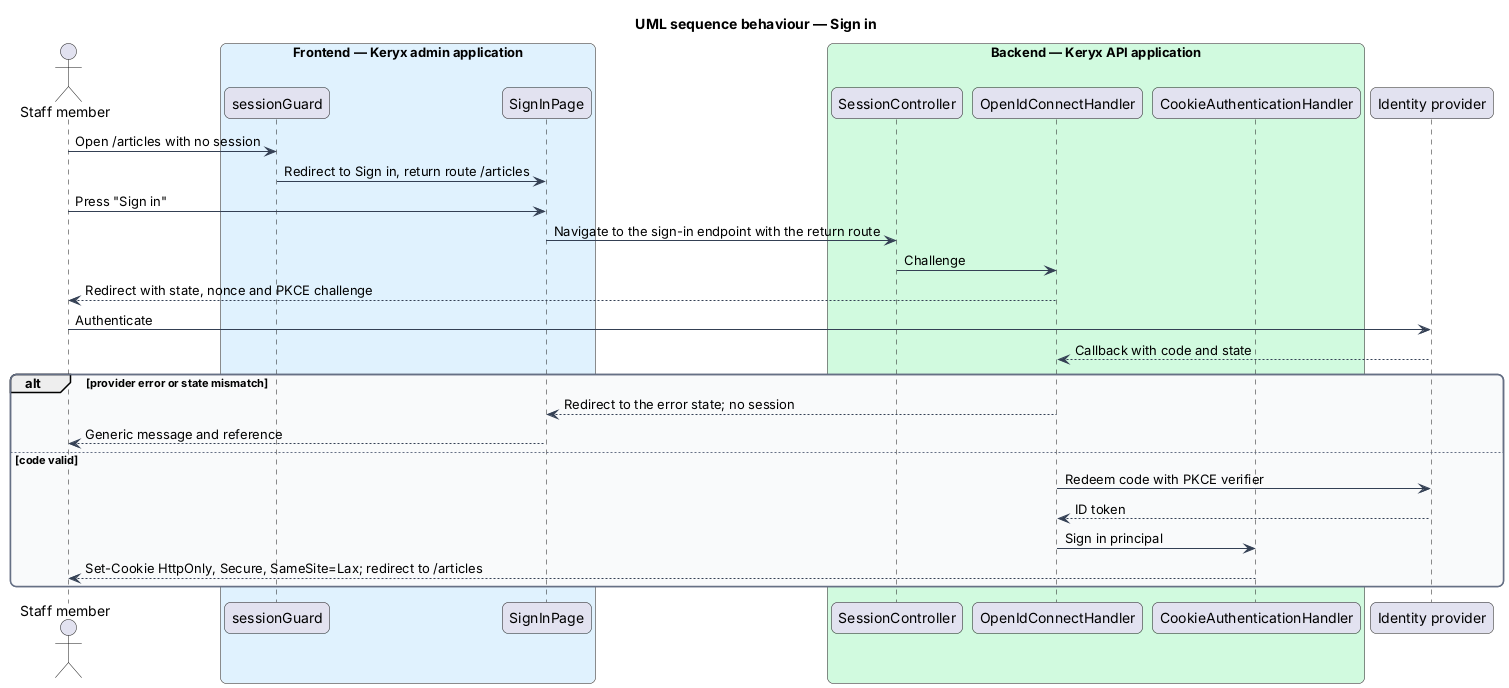 UML sequence behaviour — Sign in
Frontend — Keryx admin application
Backend — Keryx API application
Staff member
sessionGuard
SignInPage
SessionController
OpenIdConnectHandler
CookieAuthenticationHandler
Identity provider
Open /articles with no session
Redirect to Sign in, return route /articles
Press "Sign in"
Navigate to the sign-in endpoint with the return route
Challenge
Redirect with state, nonce and PKCE challenge
Authenticate
Callback with code and state
alt
[provider error or state mismatch]
Redirect to the error state; no session
Generic message and reference
[code valid]
Redeem code with PKCE verifier
ID token
Sign in principal
Set-Cookie HttpOnly, Secure, SameSite=Lax; redirect to /articles
Staff member
sessionGuard
SignInPage
SessionController
OpenIdConnectHandler
CookieAuthenticationHandler
Identity provider